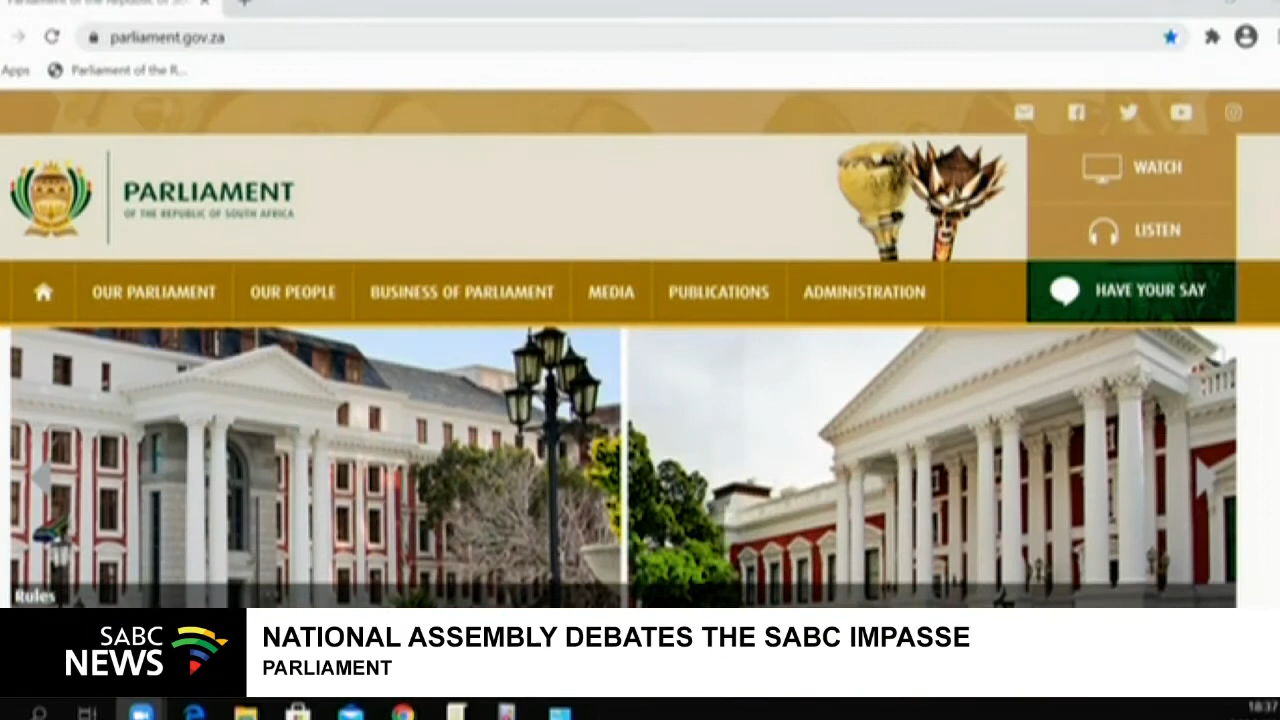 parliament.gov.za
Apps Parliament of the R...
PARLIAMENT
OF THE REPUBLIC OF SOUTH AFRICA
WATCH
LISTEN
OUR PARLIAMENT OUR PEOPLE BUSINESS OF PARLIAMENT MEDIA PUBLICATIONS ADMINISTRATION HAVE YOUR SAY
Rules
SABC
NEWS
NATIONAL ASSEMBLY DEBATES THE SABC IMPASSE
PARLIAMENT
18:37